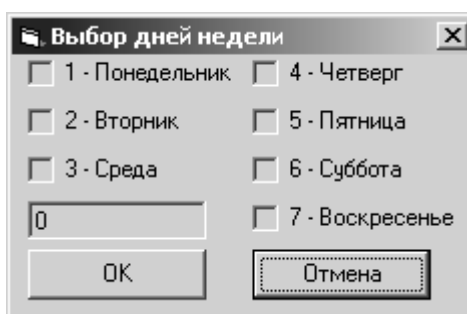 Выбор дней недели
1 - Понедельник
4 - Четверг
2 - Вторник
5 - Пятница
3 - Среда
6 - Суббота
0
7 - Воскресенье
OK
Отмена